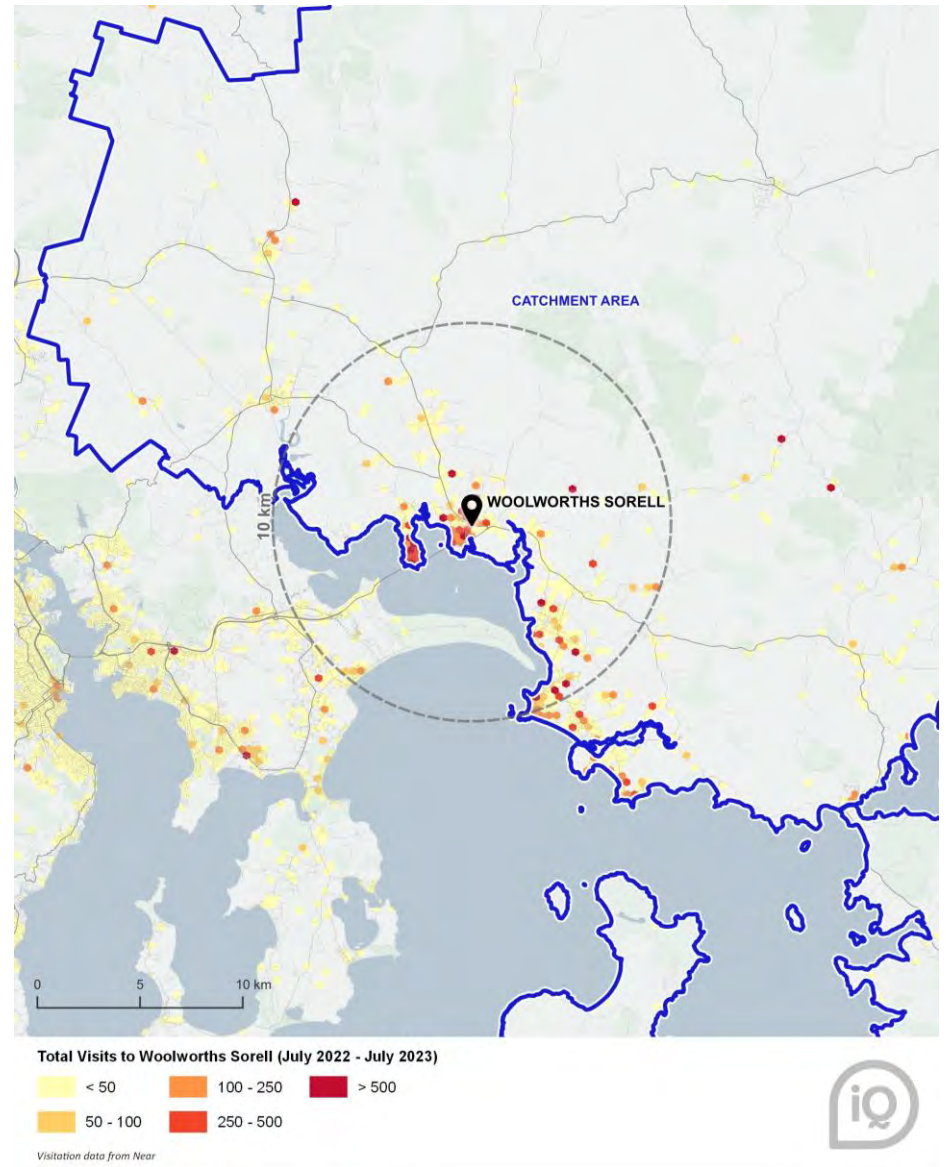 CATCHMENT AREA
WOOLWORTHS SORELL
10 km
0 5 10 km
Total Visits to Woolworths Sorell (July 2022 - July 2023)
< 50 100 - 250 > 500
50 - 100 250 - 500
Visitation data from Near
iQ